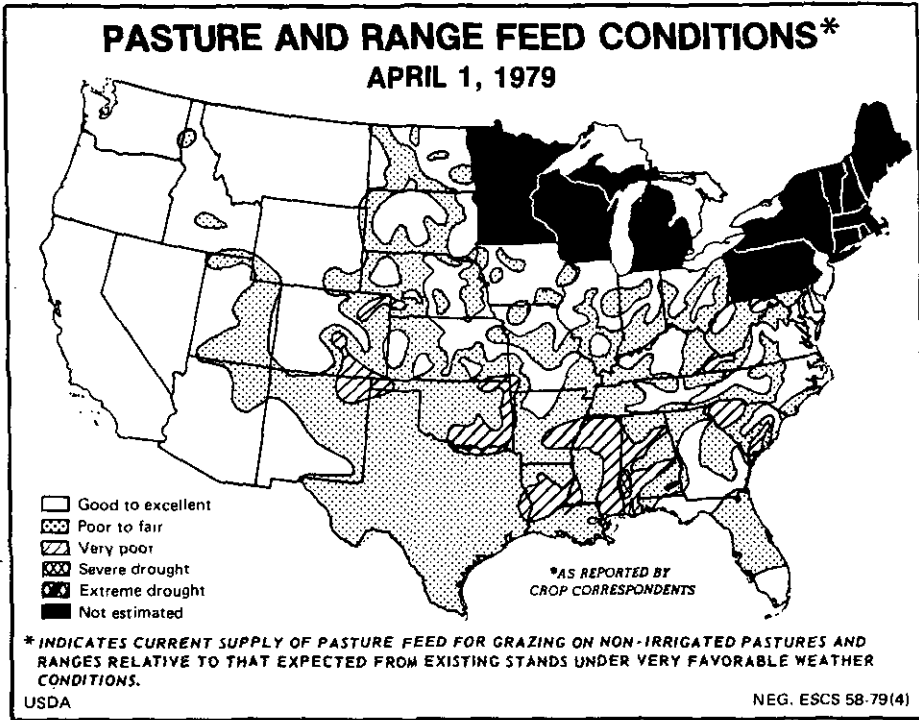 PASTURE AND RANGE FEED CONDITIONS*
APRIL 1, 1979
Good to excellent
Poor to fair
Very poor
Severe drought
Extreme drought
Not estimated
*AS REPORTED BY
CROP CORRESPONDENTS
* INDICATES CURRENT SUPPLY OF PASTURE FEED FOR GRAZING ON NON-IRRIGATED PASTURES AND
RANGES RELATIVE TO THAT EXPECTED FROM EXISTING STANDS UNDER VERY FAVORABLE WEATHER
CONDITIONS.
USDA
NEG. ESCS 58-79(4)